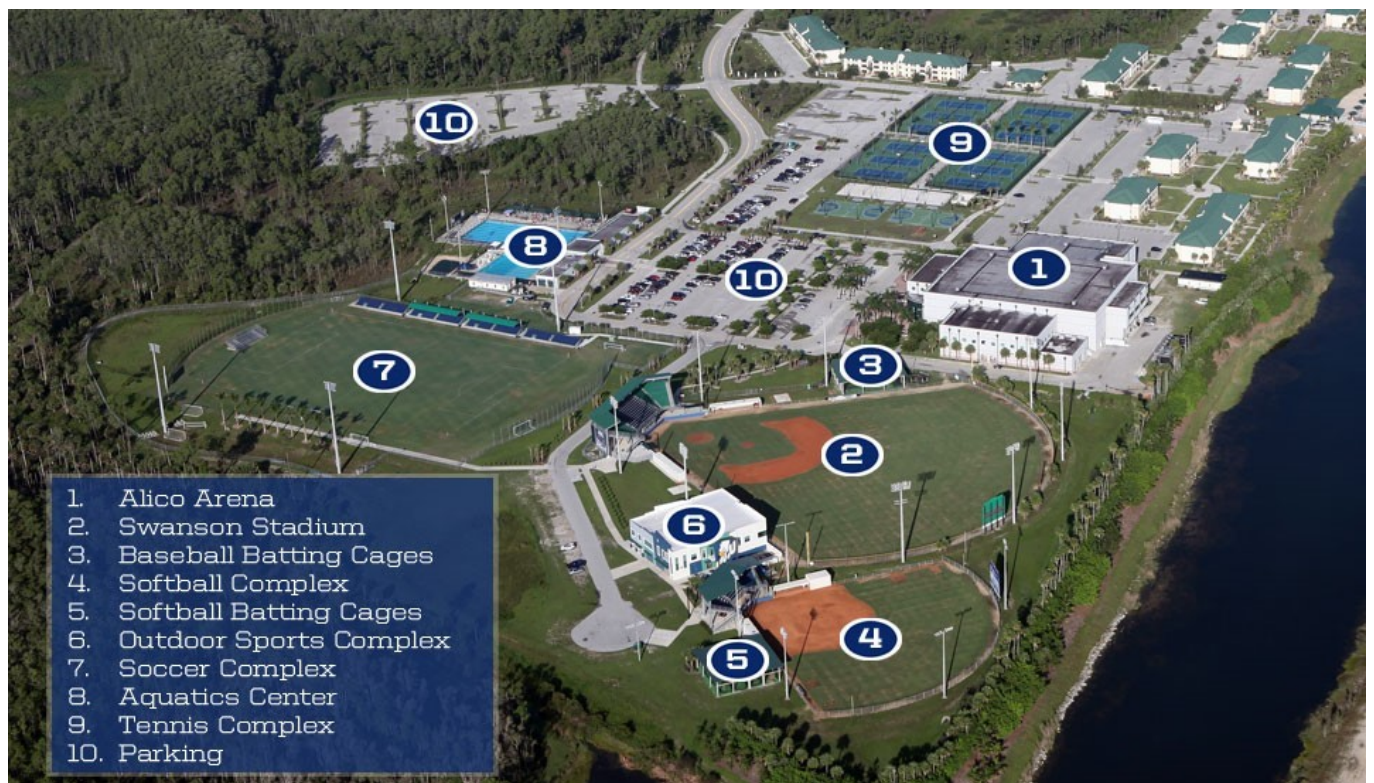 10
9
8
10
1
7
3
2
6
4
5
1. Alico Arena
2. Swanson Stadium
3. Baseball Batting Cages
4. Softball Complex
5. Softball Batting Cages
6. Outdoor Sports Complex
7. Soccer Complex
8. Aquatics Center
9. Tennis Complex
10. Parking